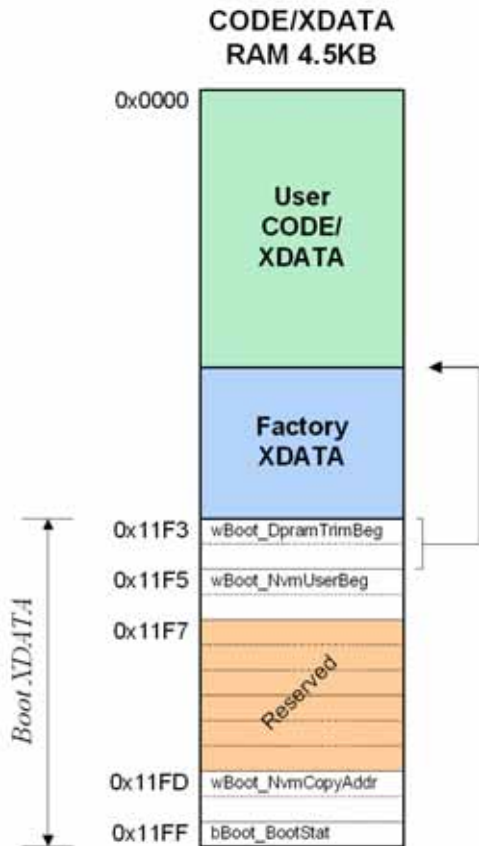 CODE/XDATA
RAM 4.5KB
0x0000
User
CODE/
XDATA
Factory
XDATA
0x11F3
wBoot_DpramTrimBeg
0x11F5
wBoot_NvmUserBeg
0x11F7
Reserved
Boot XDATA
0x11FD
wBoot_NvmCopyAddr
0x11FF
bBoot_BootStat